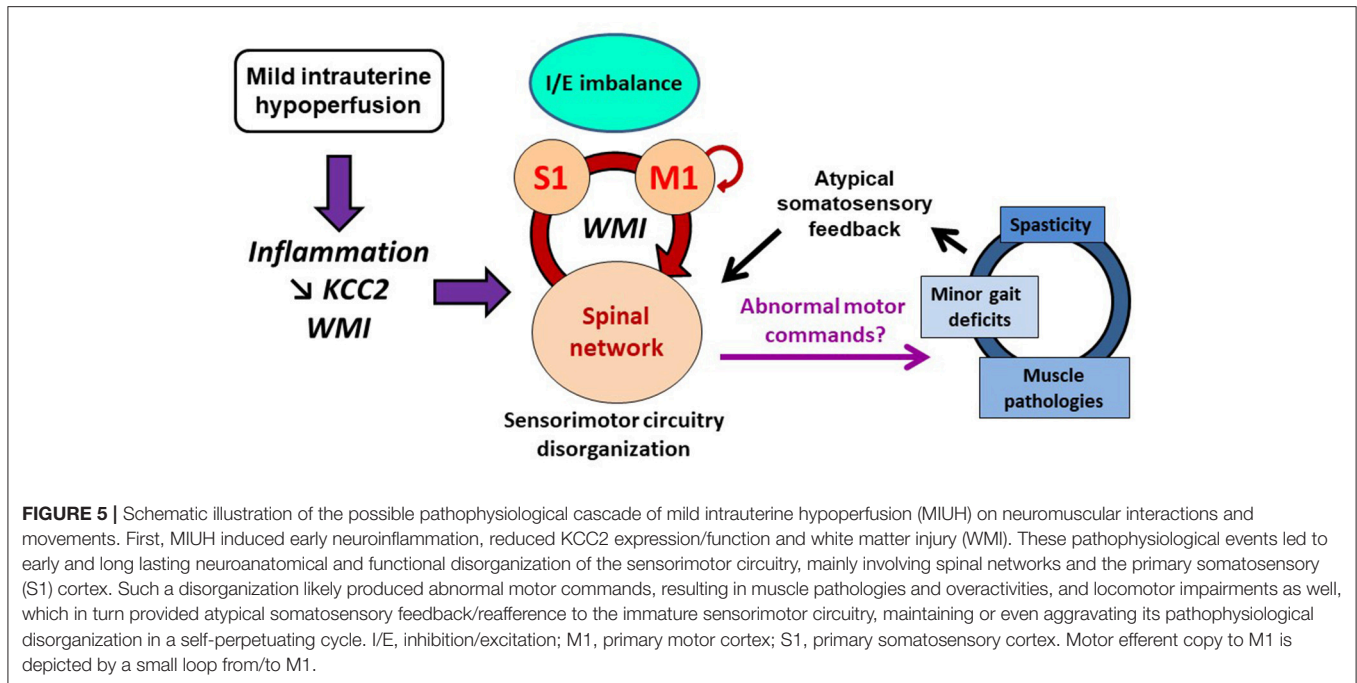 Mild intrauterine
hypoperfusion
Inflammation
↘ KCC2
WMI
I/E imbalance
S1
M1
WMI
Spinal
network
Sensorimotor circuitry
disorganization
Atypical
somatosensory
feedback
Abnormal motor
commands?
Spasticity
Minor gait
deficits
Muscle
pathologies
FIGURE 5 | Schematic illustration of the possible pathophysiological cascade of mild intrauterine hypoperfusion (MIUH) on neuromuscular interactions and
movements. First, MIUH induced early neuroinflammation, reduced KCC2 expression/function and white matter injury (WMI). These pathophysiological events led to
early and long lasting neuroanatomical and functional disorganization of the sensorimotor circuitry, mainly involving spinal networks and the primary somatosensory
(S1) cortex. Such a disorganization likely produced abnormal motor commands, resulting in muscle pathologies and overactivities, and locomotor impairments as well,
which in turn provided atypical somatosensory feedback/reafference to the immature sensorimotor circuitry, maintaining or even aggravating its pathophysiological
disorganization in a self-perpetuating cycle. I/E, inhibition/excitation; M1, primary motor cortex; S1, primary somatosensory cortex. Motor efferent copy to M1 is
depicted by a small loop from/to M1.